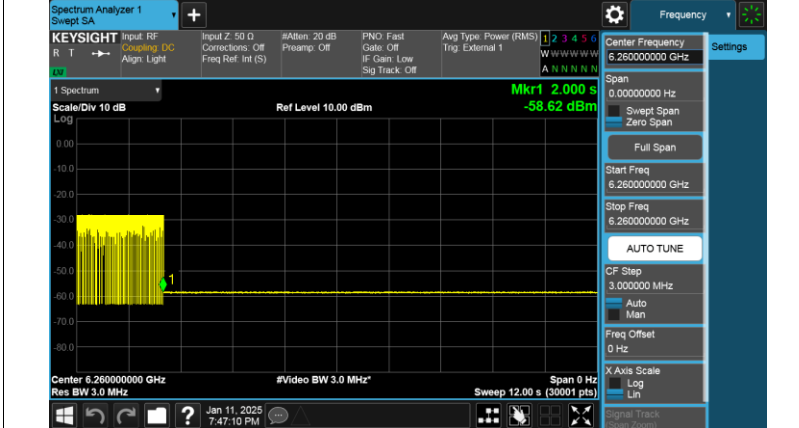 Spectrum Analyzer 1
Swept SA
Frequency
KEYSIGHT
R T
LW
Input: RF
Coupling: DC
Align: Light
Input Z: 50 Ω
Corrections: Off
Freq Ref: Int (S)
#Atten: 20 dB
Preamp: Off
PNO: Fast
Gate: Off
IF Gain: Low
Sig Track: Off
Avg Type: Power (RMS)
Trig: External 1
1 2 3 4 5 6
W W W W W W
A N N N N N
1 Spectrum
Scale/Div 10 dB
Log
Ref Level 10.00 dBm
Mkr1 2.000 s
-58.62 dBm
0.00
-10.0
-20.0
-30.0
-40.0
-50.0
-60.0
-70.0
-80.0
1
Center 6.260000000 GHz
Res BW 3.0 MHz
#Video BW 3.0 MHz*
Span 0 Hz
Sweep 12.00 s (30001 pts)
?
Jan 11, 2025
7:47:10 PM
Center Frequency
6.260000000 GHz
Settings
Span
0.00000000 Hz
Swept Span
Zero Span
Full Span
Start Freq
6.260000000 GHz
Stop Freq
6.260000000 GHz
AUTO TUNE
CF Step
3.000000 MHz
Auto
Man
Freq Offset
0 Hz
X Axis Scale
Log
Lin
Signal Track
(Span Zoom)